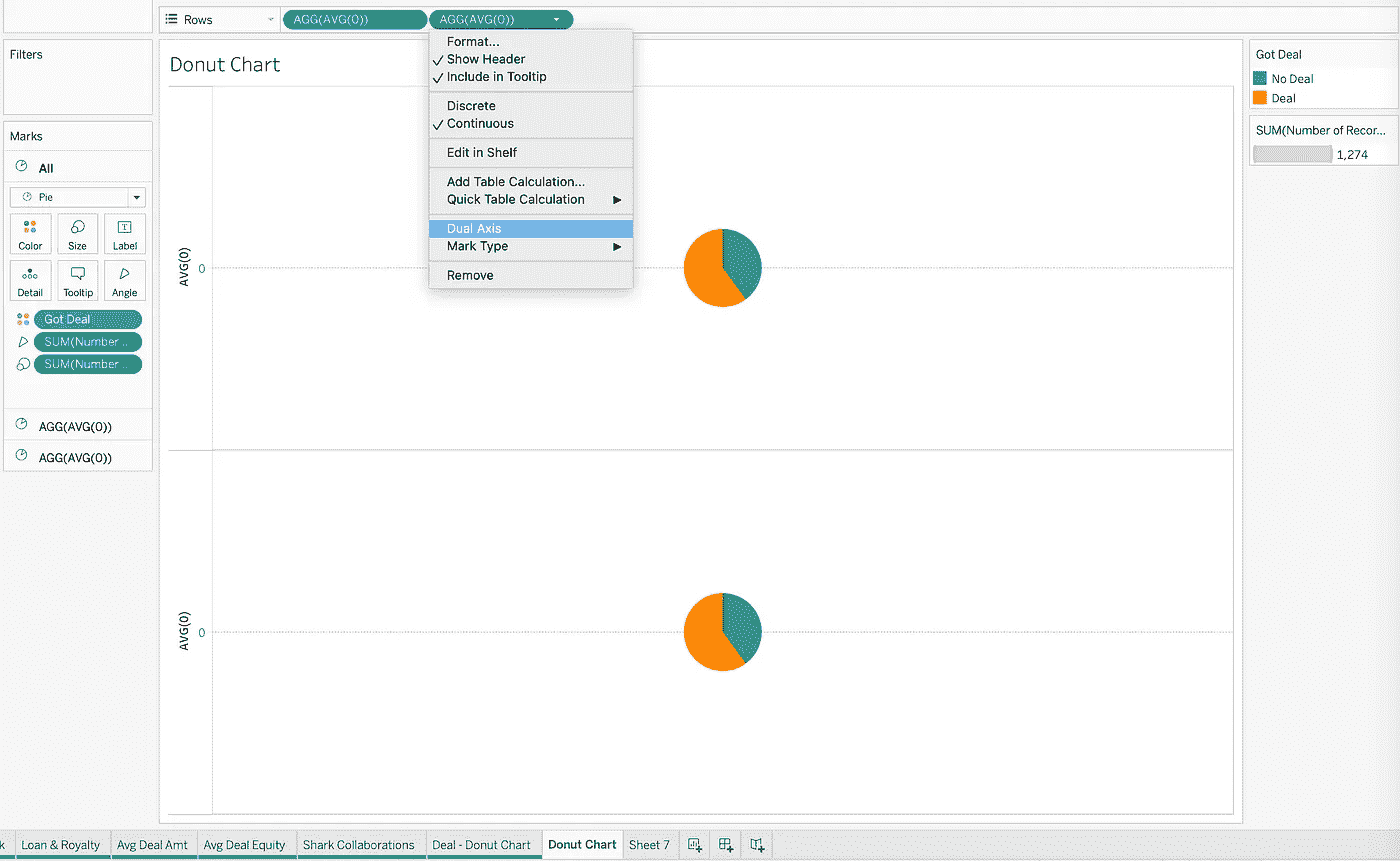 Rows
AGG(AVG(0))
AGG(AVG(0))
Filters
Marks
All
Pie
Color
Size
Label
Detail
Tooltip
Angle
Got Deal
SUM(Number ..
SUM(Number ..
AGG(AVG(0))
AGG(AVG(0))
Donut Chart
Format...
Show Header
Include in Tooltip
Discrete
Continuous
Edit in Shelf
Add Table Calculation...
Quick Table Calculation
Dual Axis
Mark Type
Remove
AVG(0)
0
AVG(0)
0
Got Deal
No Deal
Deal
SUM(Number of Recor...
1,274
k
Loan & Royalty
Avg Deal Amt
Avg Deal Equity
Shark Collaborations
Deal - Donut Chart
Donut Chart
Sheet 7